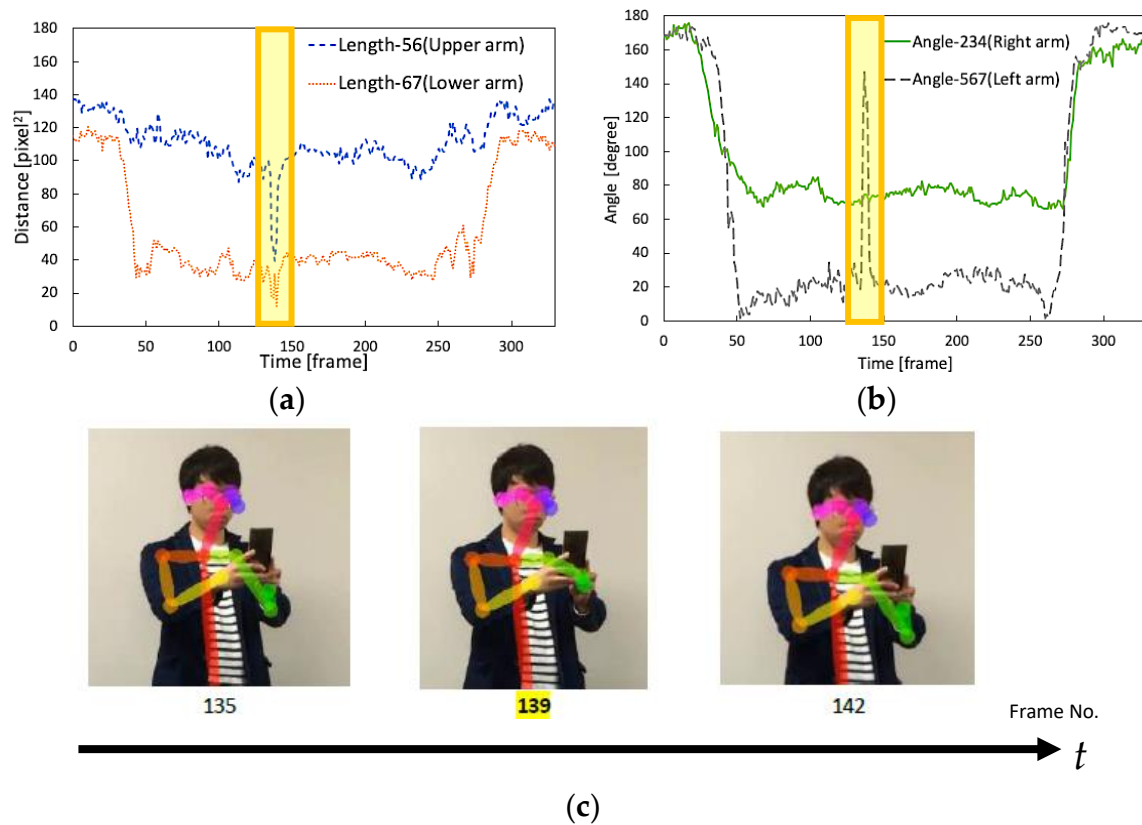 180
160
140
120
100
80
60
40
20
0
Distance [pixel²]
Length-56(Upper arm)
Length-67(Lower arm)
0 50 100 150 200 250 300
Time [frame]
(a)
180
160
140
120
100
80
60
40
20
0
Angle [degree]
Angle-234(Right arm)
Angle-567(Left arm)
0 50 100 150 200 250 300
Time [frame]
(b)
135
139
142
Frame No.
t
(c)